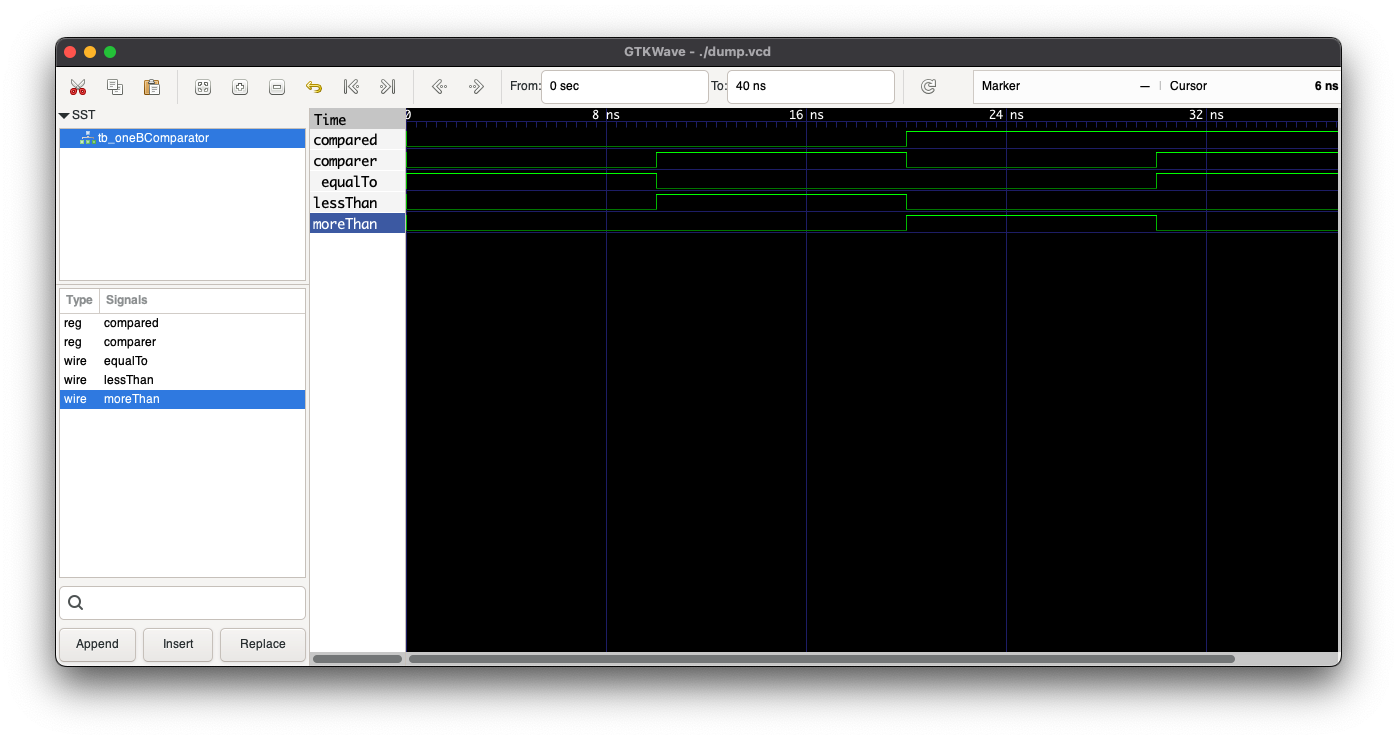 GTKWave - ./dump.vcd
From: 0 sec To: 40 ns Marker — | Cursor 6 ns
SST
tb_oneBComparator
Type Signals
reg compared
reg comparer
wire equalTo
wire lessThan
wire moreThan
Append Insert Replace
Time
compared
comparer
equalTo
lessThan
moreThan
0 8 ns 16 ns 24 ns 32 ns